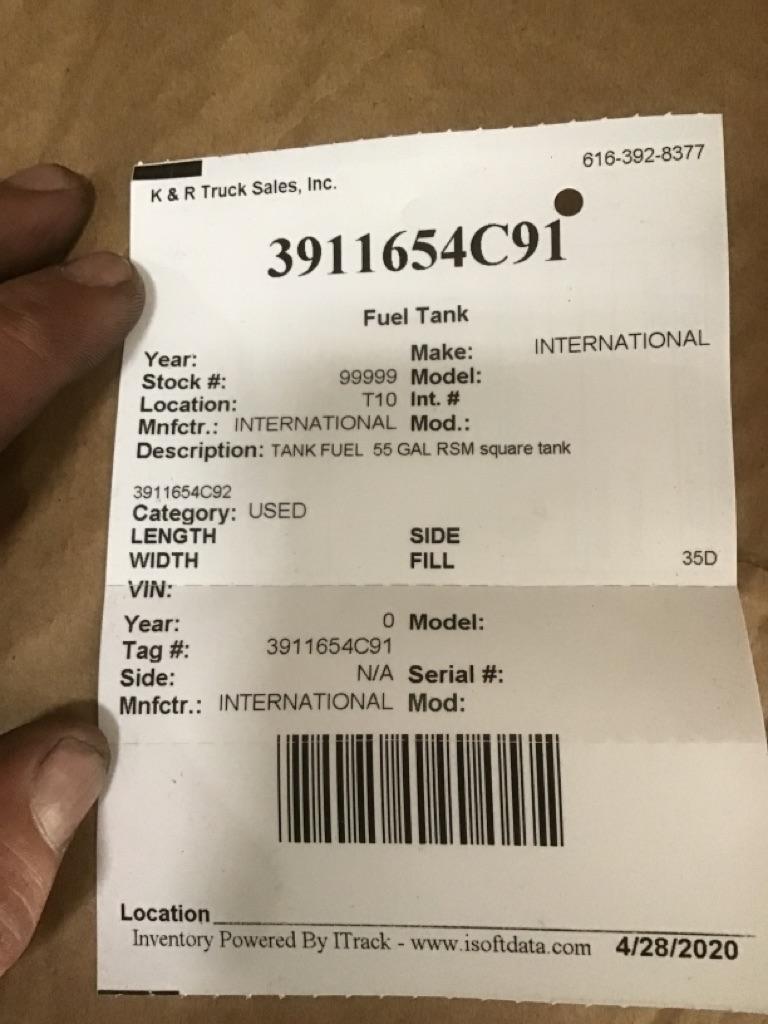 616-392-8377
K & R Truck Sales, Inc.
3911654C91
Fuel Tank
Year: Make: INTERNATIONAL
Stock #: 99999 Model:
Location: T10 Int. #
Mnfctr.: INTERNATIONAL Mod.:
Description: TANK FUEL 55 GAL RSM square tank
3911654C92
Category: USED
LENGTH SIDE
WIDTH FILL 35D
VIN:
Year: 0 Model:
Tag #: 3911654C91
Side: N/A Serial #:
Mnfctr.: INTERNATIONAL Mod:
Location
Inventory Powered By ITrack - www.isoftdata.com 4/28/2020